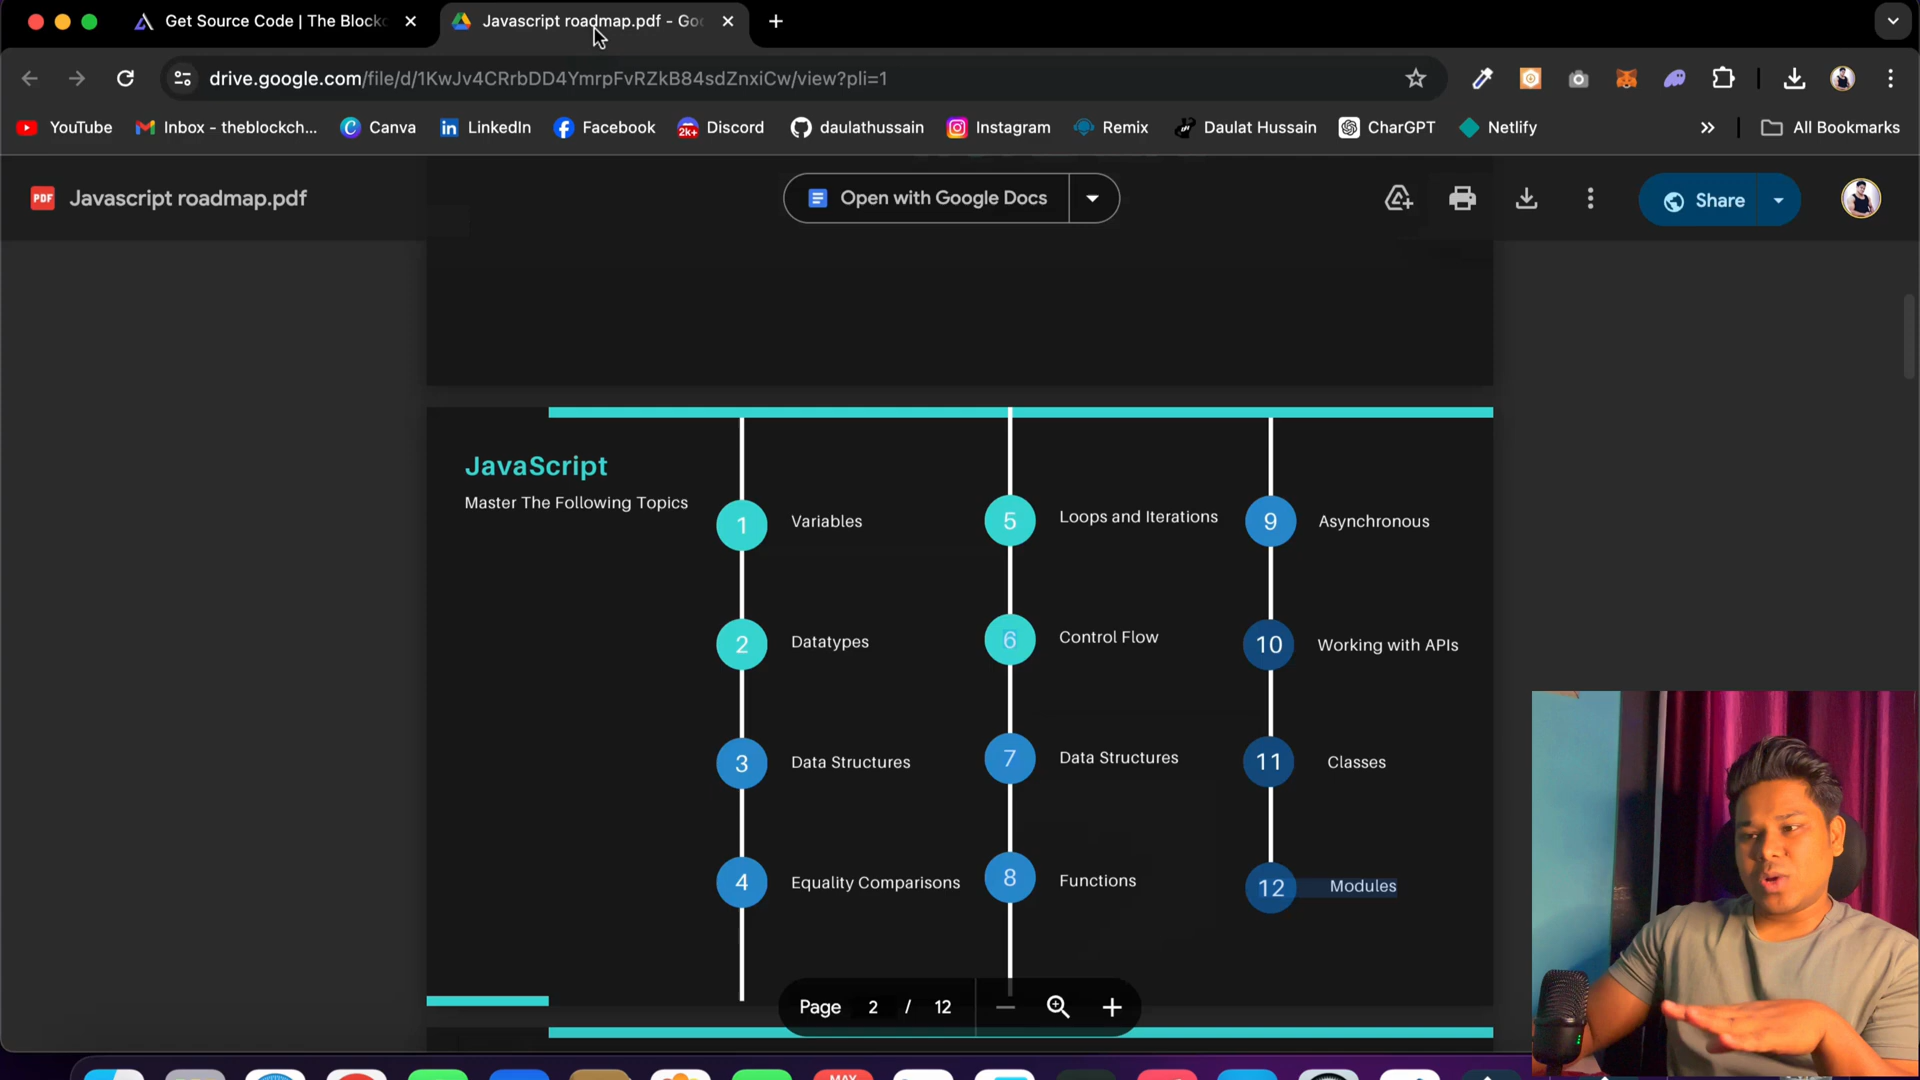 Get Source Code | The Block
Javascript roadmap.pdf - Goo
drive.google.com/file/d/1KwJv4CRrbDD4YmrpFvRZkB84sdZnxiCw/view?pli=1
YouTube
Inbox - theblockch...
Canva
LinkedIn
Facebook
2k+
Discord
daulathussain
Instagram
Remix
Daulat Hussain
CharGPT
Netlify
»
All Bookmarks
PDF
Javascript roadmap.pdf
Open with Google Docs
Share
JavaScript
Master The Following Topics
1 Variables
2 Datatypes
3 Data Structures
4 Equality Comparisons
5 Loops and Iterations
6 Control Flow
7 Data Structures
8 Functions
9 Asynchronous
10 Working with APIs
11 Classes
12 Modules
Page 2 / 12
MAY